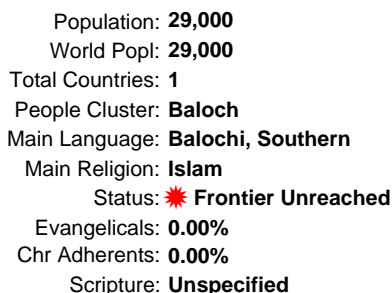 Population: 29,000
World Popl: 29,000
Total Countries: 1
People Cluster: Baloch
Main Language: Balochi, Southern
Main Religion: Islam
Status: Frontier Unreached
Evangelicals: 0.00%
Chr Adherents: 0.00%
Scripture: Unspecified